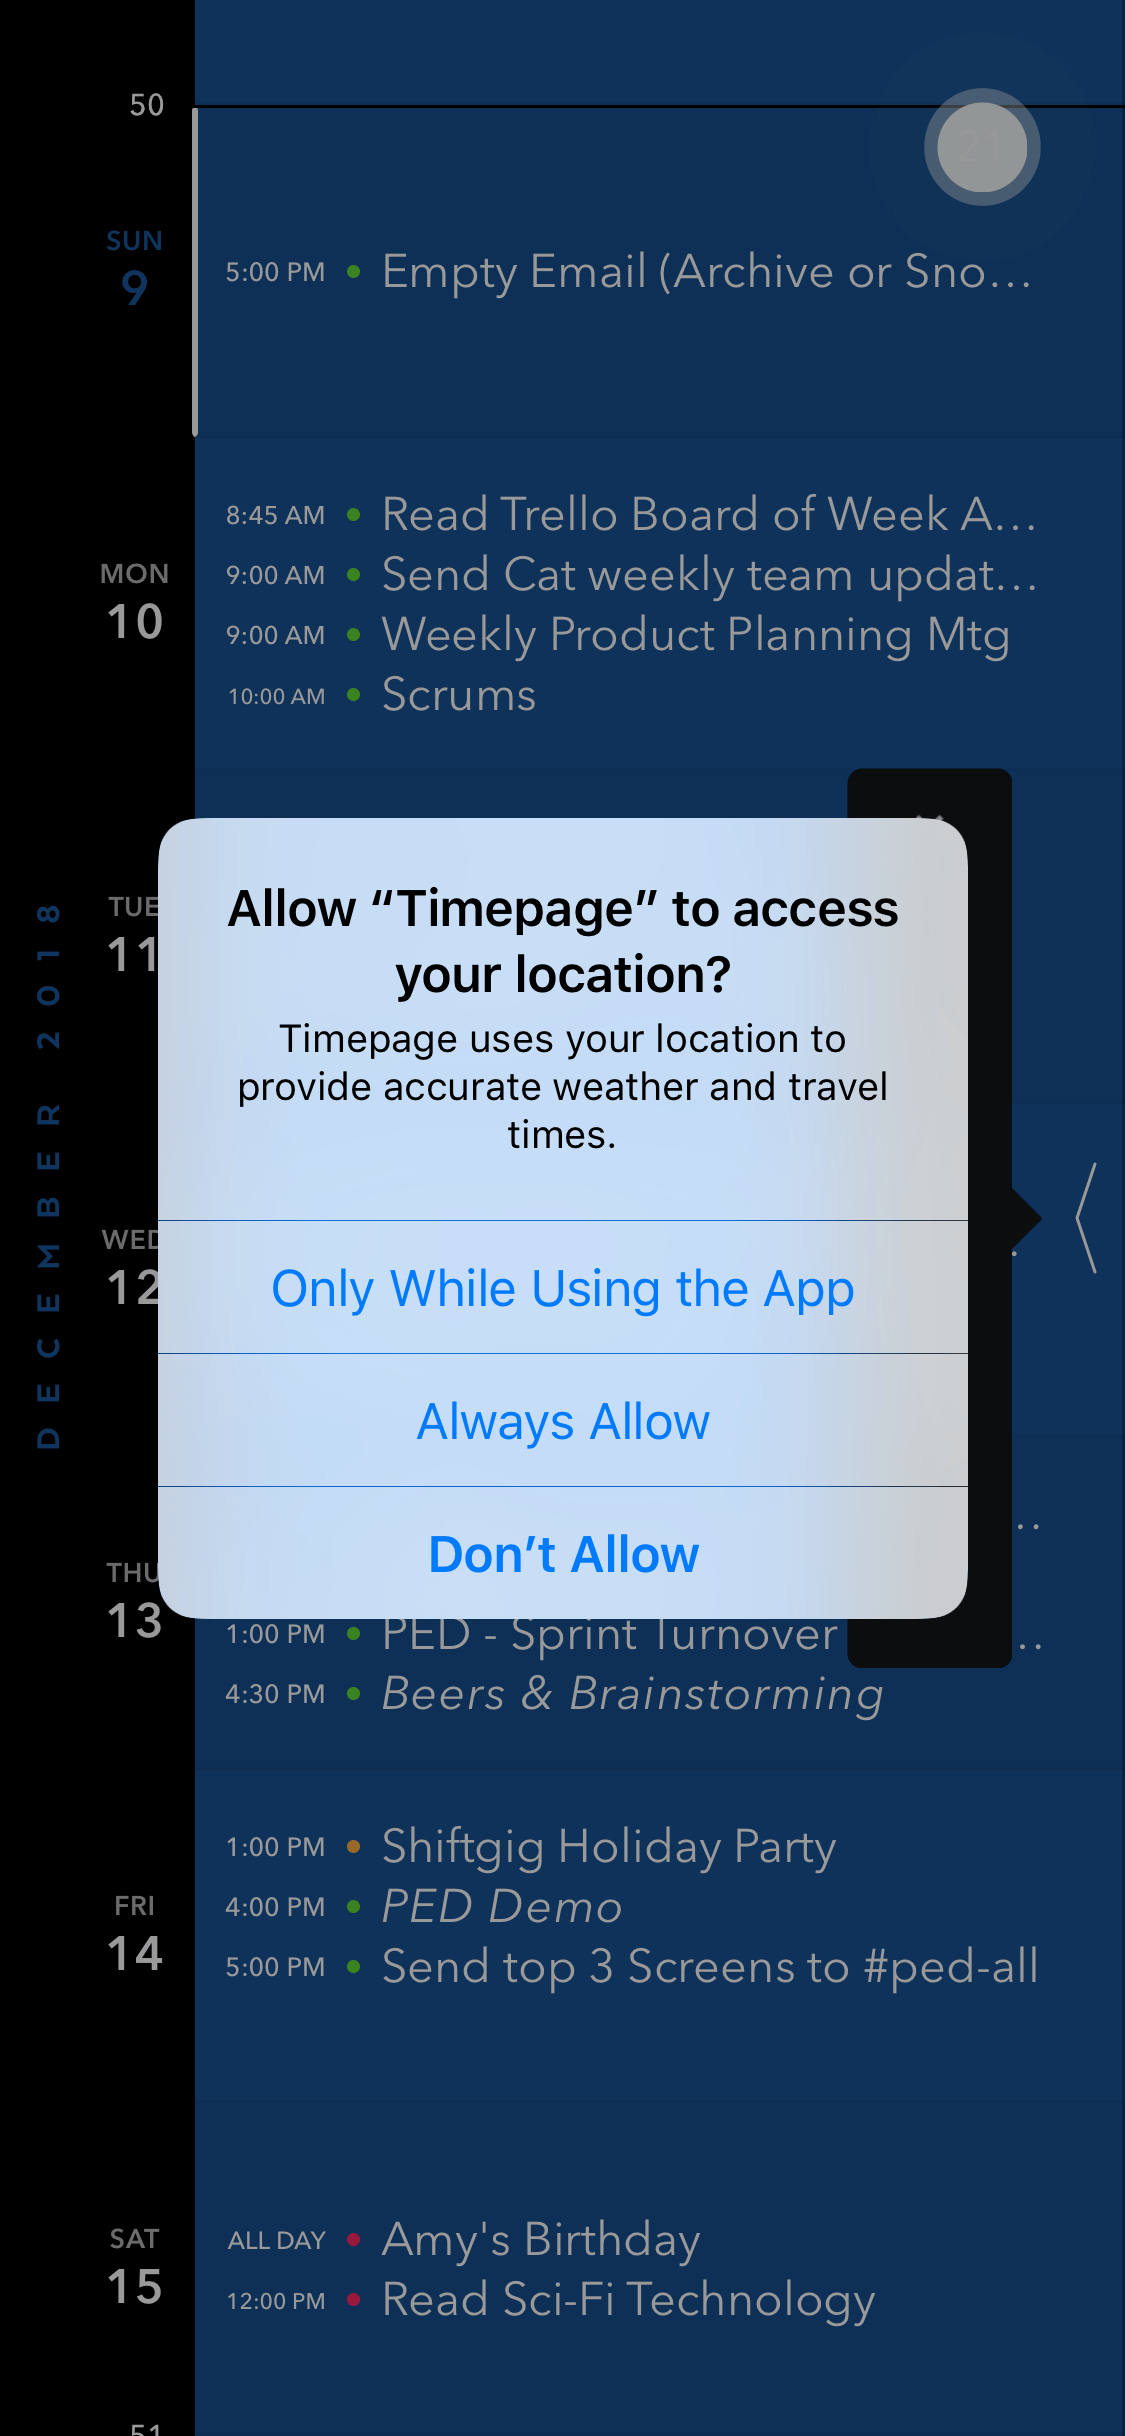 50
21
SUN
9
5:00 PM Empty Email (Archive or Sno...
MON
10
8:45 AM Read Trello Board of Week A...
9:00 AM Send Cat weekly team updat...
9:00 AM Weekly Product Planning Mtg
10:00 AM Scrums
DECEMBER 2018
TUE
11
WED
12
THU
13
Allow “Timepage” to access
your location?
Timepage uses your location to
provide accurate weather and travel
times.
Only While Using the App
Always Allow
Don’t Allow
1:00 PM PED - Sprint Turnover
4:30 PM Beers & Brainstorming
FRI
14
1:00 PM Shiftgig Holiday Party
4:00 PM PED Demo
5:00 PM Send top 3 Screens to #ped-all
SAT
15
ALL DAY Amy's Birthday
12:00 PM Read Sci-Fi Technology
51